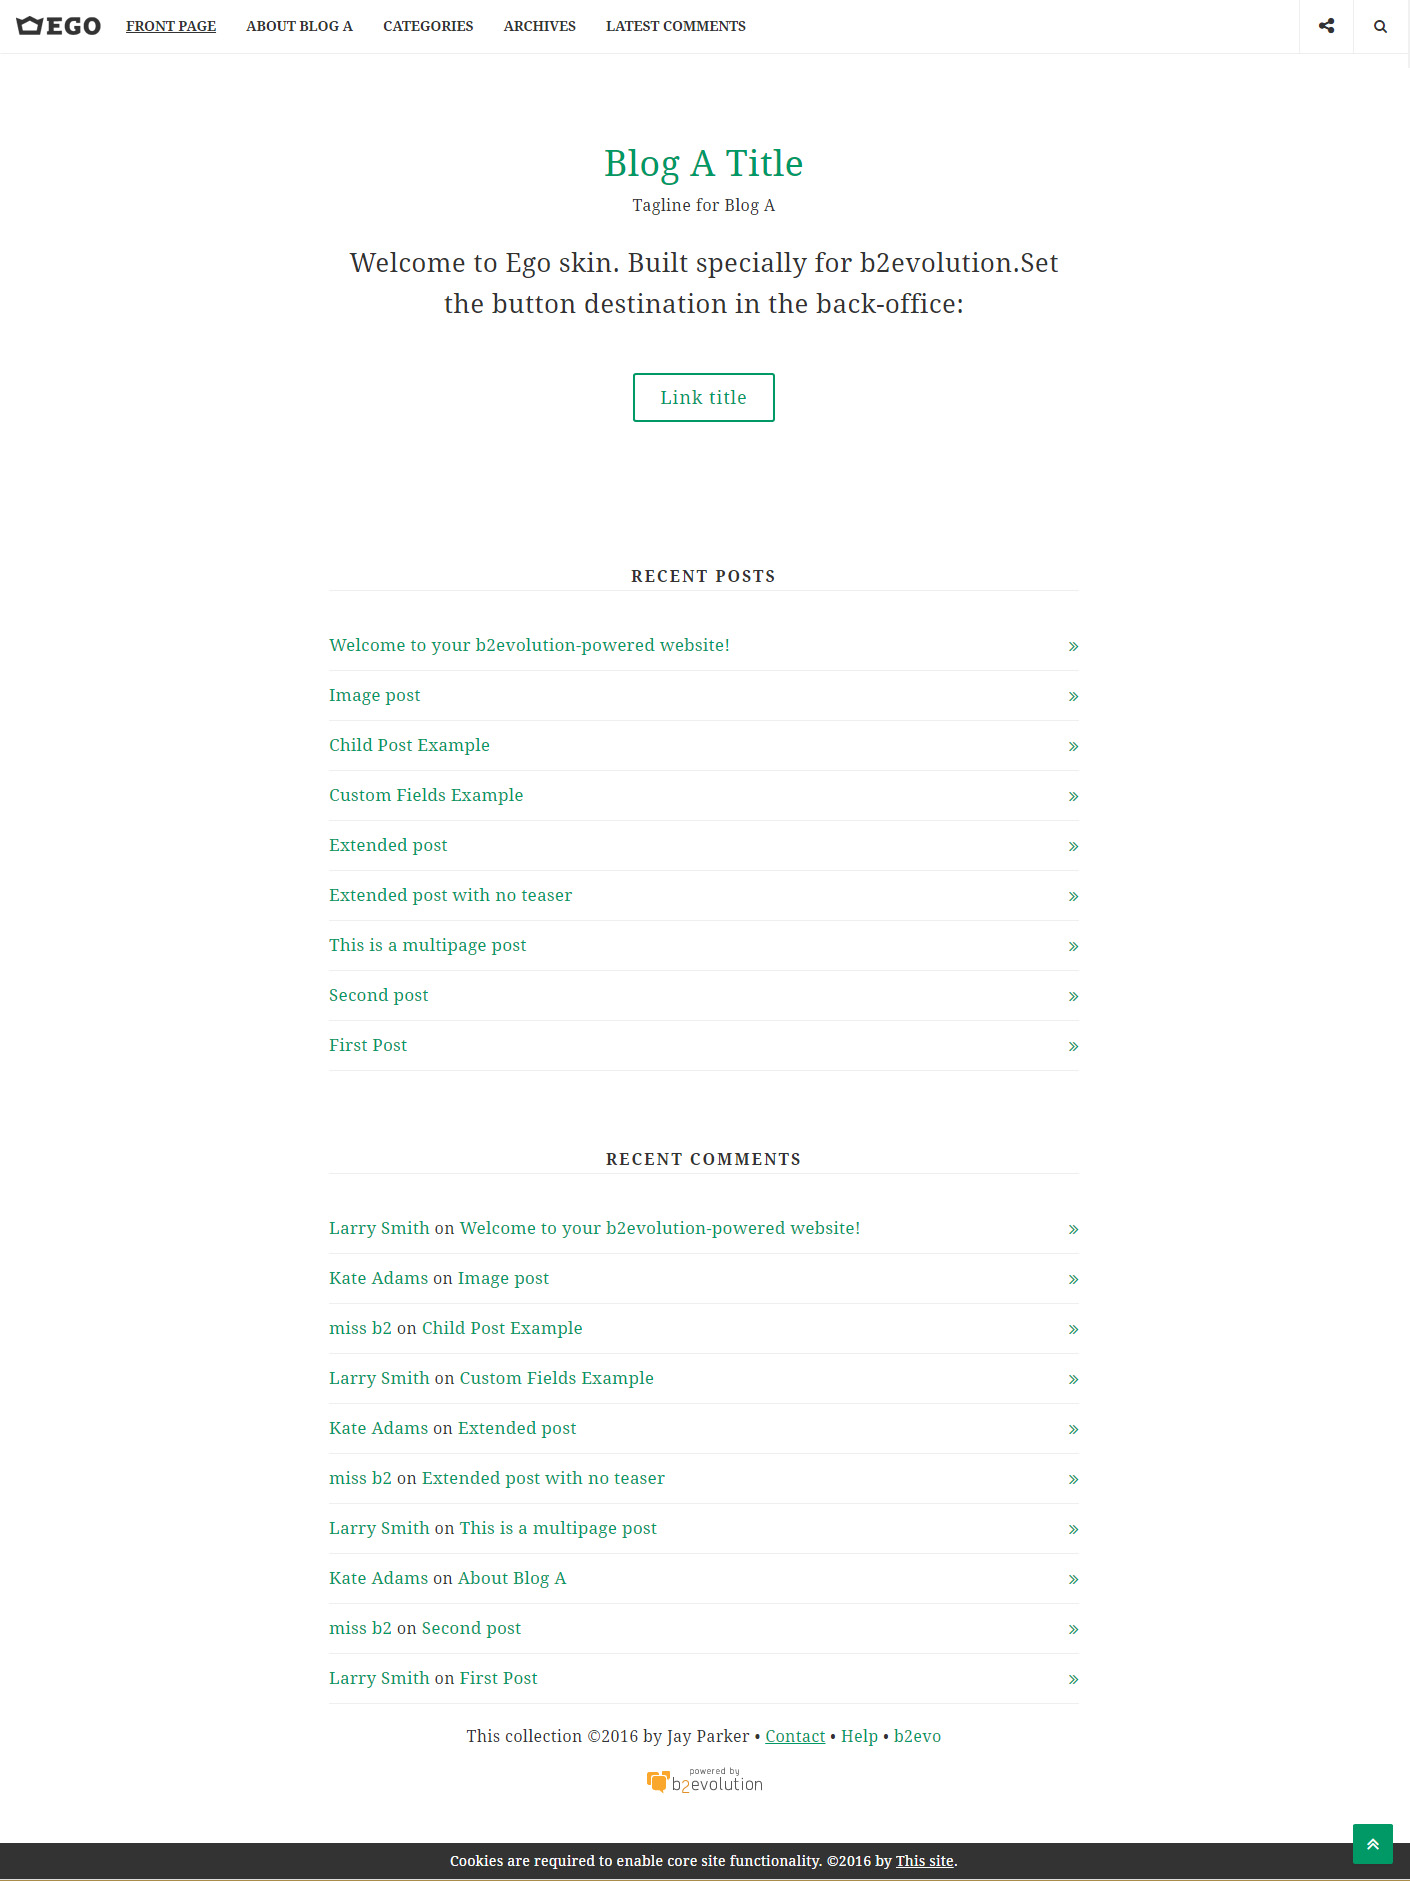 EGO FRONT PAGE ABOUT BLOG A CATEGORIES ARCHIVES LATEST COMMENTS
Blog A Title
Tagline for Blog A
Welcome to Ego skin. Built specially for b2evolution.Set
the button destination in the back-office:
Link title
RECENT POSTS
Welcome to your b2evolution-powered website! »
Image post »
Child Post Example »
Custom Fields Example »
Extended post »
Extended post with no teaser »
This is a multipage post »
Second post »
First Post »
RECENT COMMENTS
Larry Smith on Welcome to your b2evolution-powered website! »
Kate Adams on Image post »
miss b2 on Child Post Example »
Larry Smith on Custom Fields Example »
Kate Adams on Extended post »
miss b2 on Extended post with no teaser »
Larry Smith on This is a multipage post »
Kate Adams on About Blog A »
miss b2 on Second post »
Larry Smith on First Post »
This collection ©2016 by Jay Parker • Contact • Help • b2evo
powered by
b2evolution
Cookies are required to enable core site functionality. ©2016 by This site.